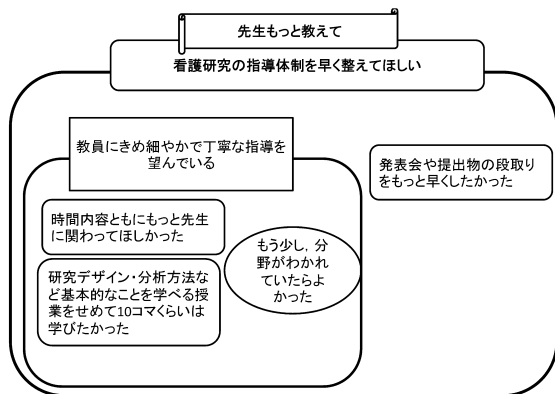 先生もっと教えて
看護研究の指導体制を早く整えてほしい
教員にきめ細やかで丁寧な指導を
望んでいる
発表会や提出物の段取り
をもっと早くしたかった
時間内容ともにもっと先生
に関わってほしかった
もう少し，分
野がわかれ
ていたらよ
かった
研究デザイン・分析方法な
ど基本的なことを学べる授
業をせめて10コマくらいは
学びたかった